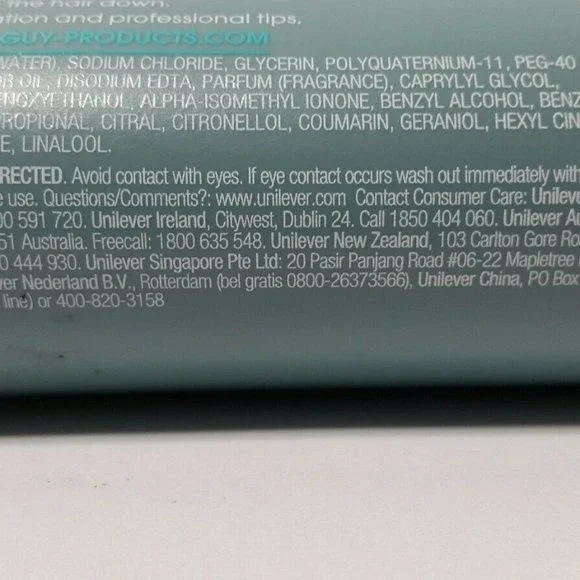 the hair down.
tion and professional tips,
GUY-PRODUCTS.COM
WATER), SODIUM CHLORIDE, GLYCERIN, POLYQUATERNIUM-11, PEG-40
OR OIL, DISODIUM EDTA, PARFUM (FRAGRANCE), CAPRYLYL GLYCOL,
ENOXYETHANOL, ALPHA-ISOMETHYL IONONE, BENZYL ALCOHOL, BENZ
PROPIONAL, CITRAL, CITRONELLOL, COUMARIN, GERANIOL, HEXYL CIN
E, LINALOOL.
RECTED. Avoid contact with eyes. If eye contact occurs wash out immediately with
e use. Questions/Comments?: www.unilever.com Contact Consumer Care: Unileve
00 591 720. Unilever Ireland, Citywest, Dublin 24. Call 1850 404 060. Unilever Au
51 Australia. Freecall: 1800 635 548. Unilever New Zealand, 103 Carlton Gore Ro
0 444 930. Unilever Singapore Pte Ltd: 20 Pasir Panjang Road #06-22 Mapletree
ver Nederland B.V., Rotterdam (bel gratis 0800-26373566), Unilever China, PO Box
line) or 400-820-3158